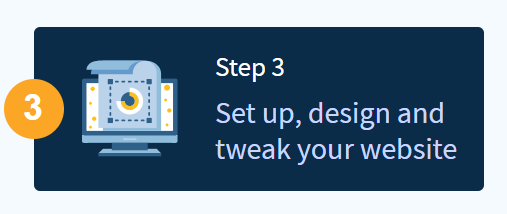 3
Step 3
Set up, design and
tweak your website